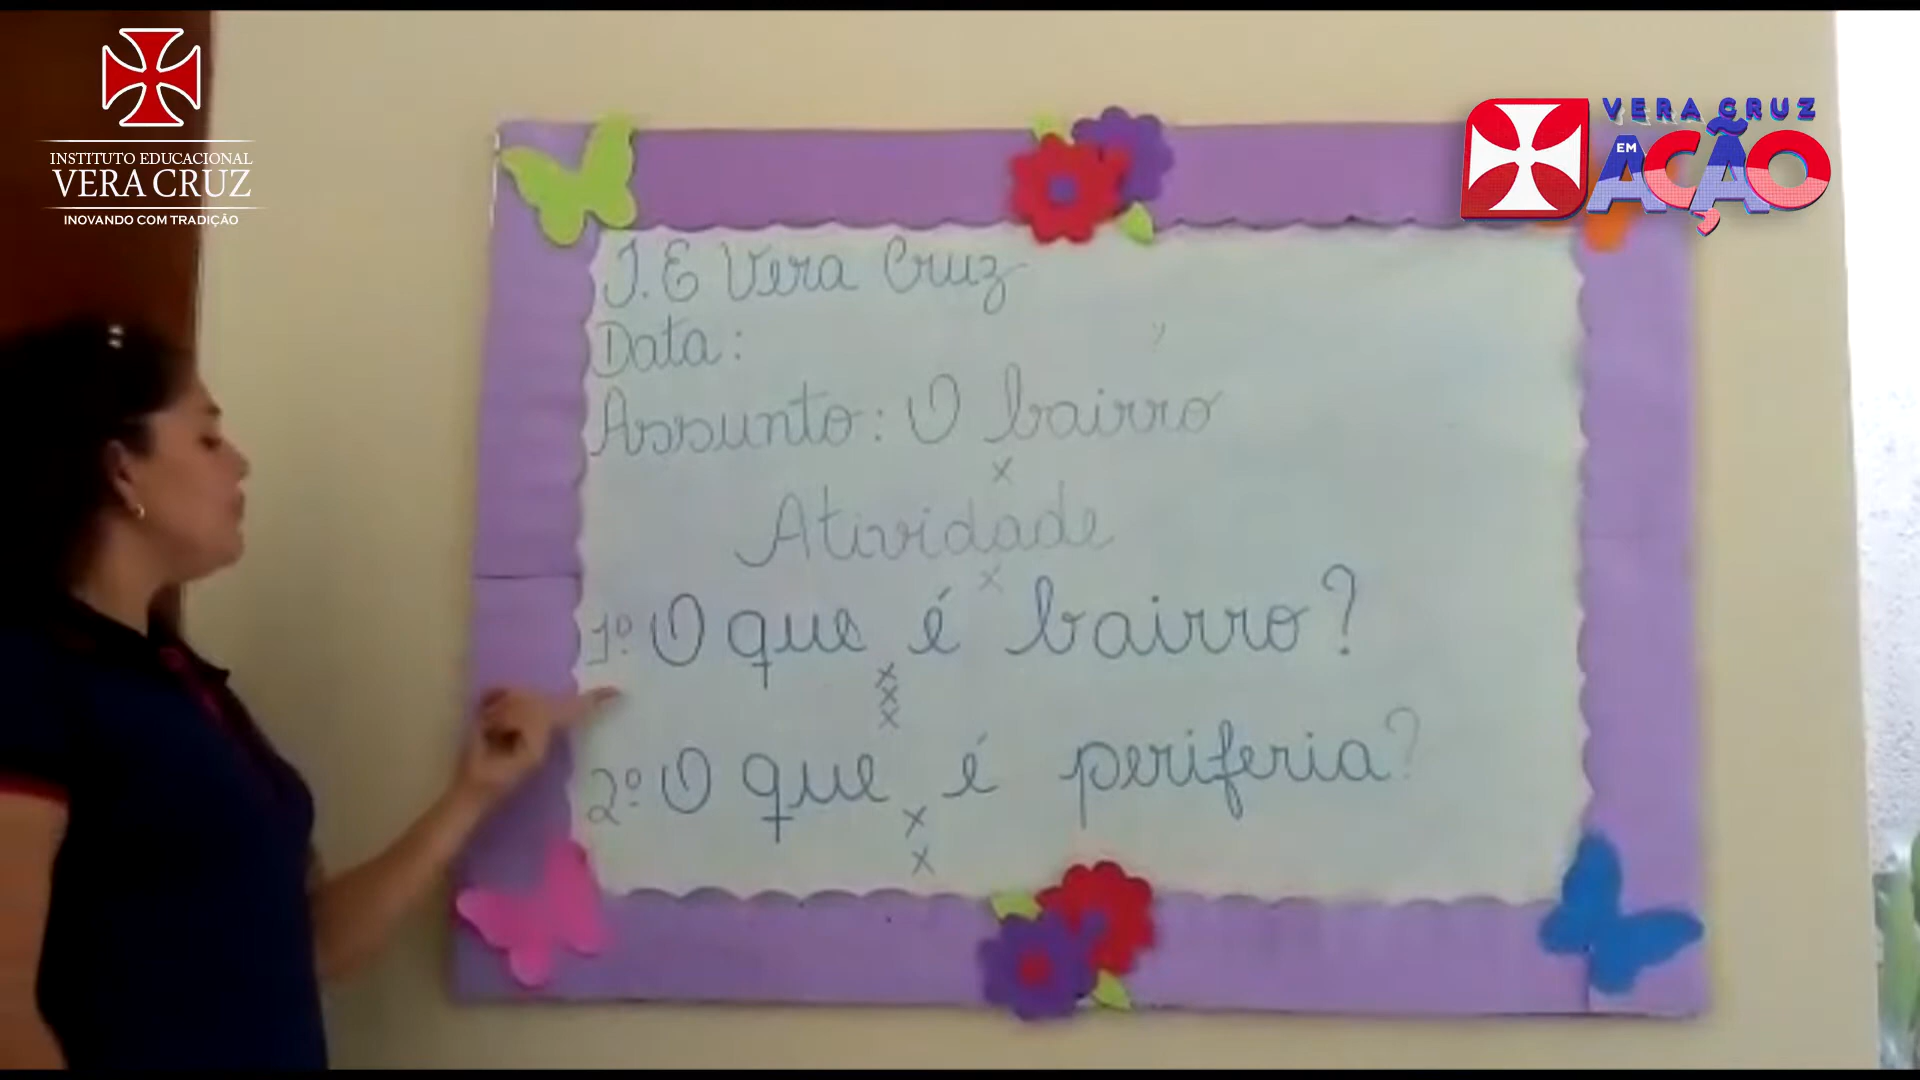 INSTITUTO EDUCACIONAL
VERA CRUZ
INOVANDO COM TRADIÇÃO
VERA CRUZ
EM
AÇÃO
I. E Vera Cruz
Data:
Assunto: O bairro
x
Atividade
x
1º O que é bairro?
x
x
x
2º O que é periferia?
x
x